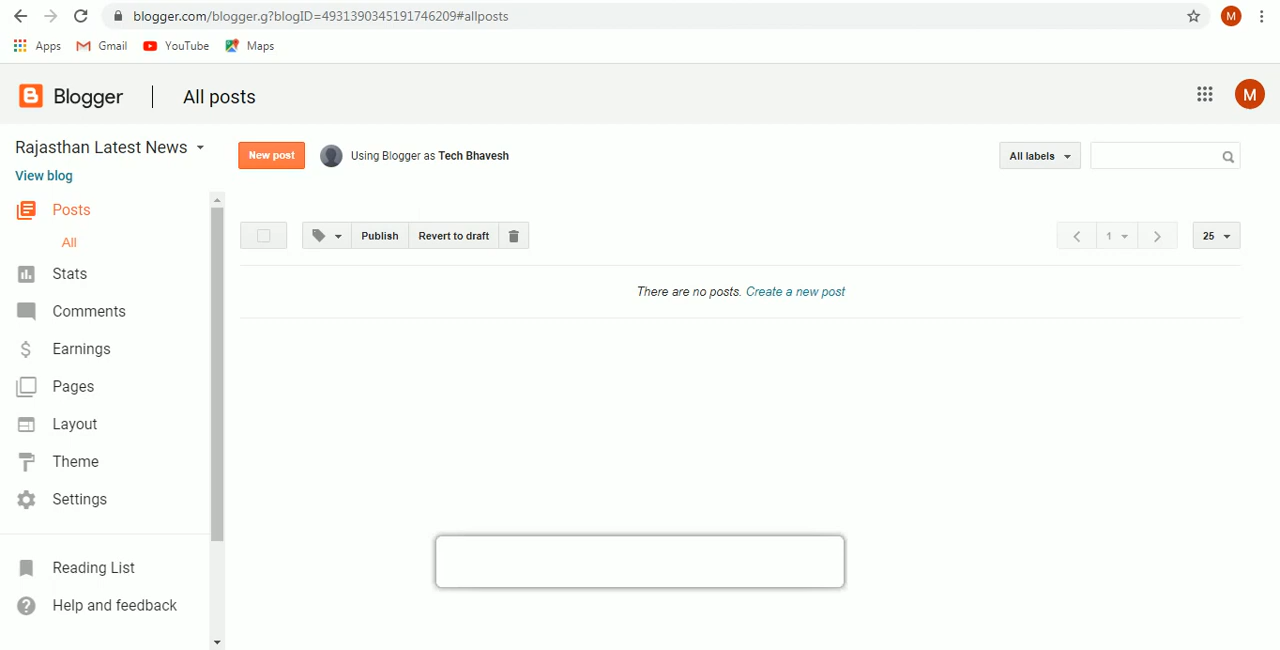 blogger.com/blogger.g?blogID=4931390345191746209#allposts
M
Apps Gmail YouTube Maps
Blogger All posts
M
Rajasthan Latest News
View blog
New post Using Blogger as Tech Bhavesh All labels
Posts
All
Publish Revert to draft 1 25
There are no posts. Create a new post
Stats
Comments
Earnings
Pages
Layout
Theme
Settings
Reading List
Help and feedback